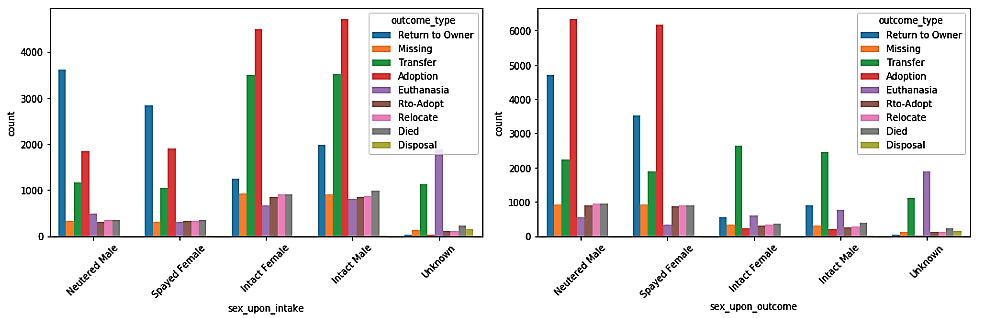 outcome_type
Return to Owner
Missing
Transfer
Adoption
Euthanasia
Rto-Adopt
Relocate
Died
Disposal
4000
3000
2000
1000
0
count
Neutered Male
Spayed Female
Intact Female
Intact Male
Unknown
sex_upon_intake
outcome_type
Return to Owner
Missing
Transfer
Adoption
Euthanasia
Rto-Adopt
Relocate
Died
Disposal
6000
5000
4000
3000
2000
1000
0
count
Neutered Male
Spayed Female
Intact Female
Intact Male
Unknown
sex_upon_outcome